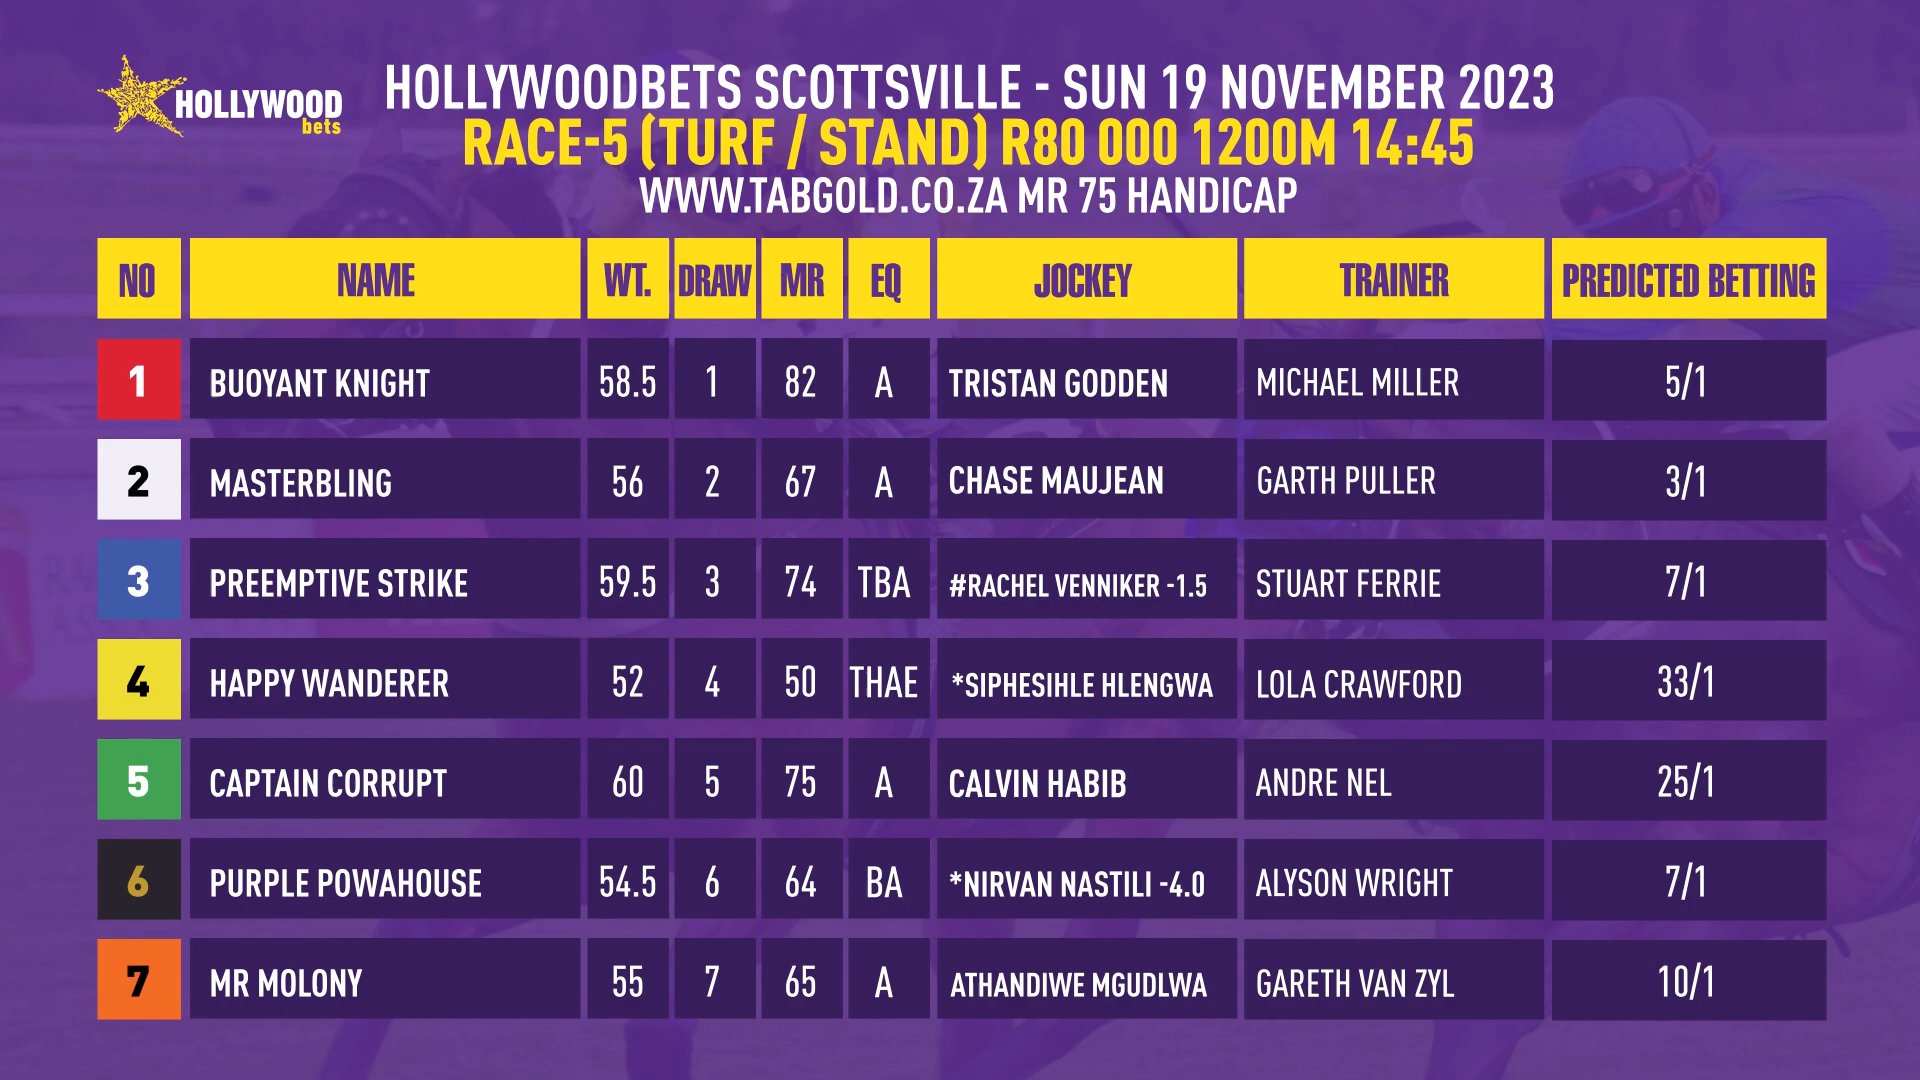 HOLLYWOOD
bets
HOLLYWOODBETS SCOTTSVILLE - SUN 19 NOVEMBER 2023
RACE-5 (TURF / STAND) R80 000 1200M 14:45
WWW.TABGOLD.CO.ZA MR 75 HANDICAP
NO NAME WT. DRAW MR EQ JOCKEY TRAINER PREDICTED BETTING
1 BUOYANT KNIGHT 58.5 1 82 A TRISTAN GODDEN MICHAEL MILLER 5/1
2 MASTERBLING 56 2 67 A CHASE MAUJEAN GARTH PULLER 3/1
3 PREEMPTIVE STRIKE 59.5 3 74 TBA #RACHEL VENNIKER -1.5 STUART FERRIE 7/1
4 HAPPY WANDERER 52 4 50 THAE *SIPHESIHLE HLENGWA LOLA CRAWFORD 33/1
5 CAPTAIN CORRUPT 60 5 75 A CALVIN HABIB ANDRE NEL 25/1
6 PURPLE POWAHOUSE 54.5 6 64 BA *NIRVAN NASTILI -4.0 ALYSON WRIGHT 7/1
7 MR MOLONY 55 7 65 A ATHANDIWE MGUDLWA GARETH VAN ZYL 10/1